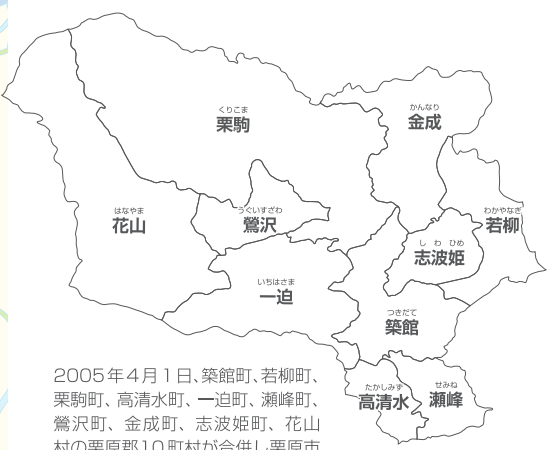 くりこま
栗駒
かんなり
金成
はなやま
花山
うぐいすざわ
鶯沢
わかやなぎ
若柳
しわひめ
志波姫
いちはさま
一迫
つきだて
築館
たかしみず
高清水
せみね
瀬峰
2005年4月1日、築館町、若柳町、
栗駒町、高清水町、一迫町、瀬峰町、
鶯沢町、金成町、志波姫町、花山
村の栗原郡10町村が合併し栗原市